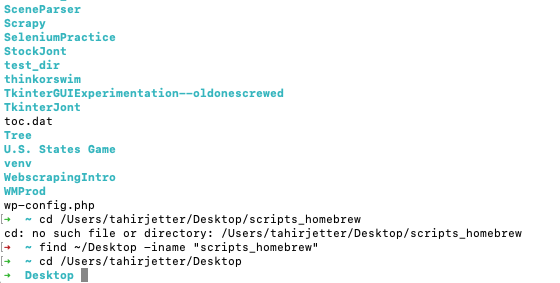 SceneParser
Scrapy
SeleniumPractice
StockJont
test_dir
thinkorswim
TkinterGUIExperimentation--oldonescrewed
TkinterJont
toc.dat
Tree
U.S. States Game
venv
WebscrapingIntro
WMProd
wp-config.php
[➜  ~ cd /Users/tahirjetter/Desktop/scripts_homebrew
cd: no such file or directory: /Users/tahirjetter/Desktop/scripts_homebrew
[➜  ~ find ~/Desktop -iname "scripts_homebrew"
[➜  ~ cd /Users/tahirjetter/Desktop
➜  Desktop